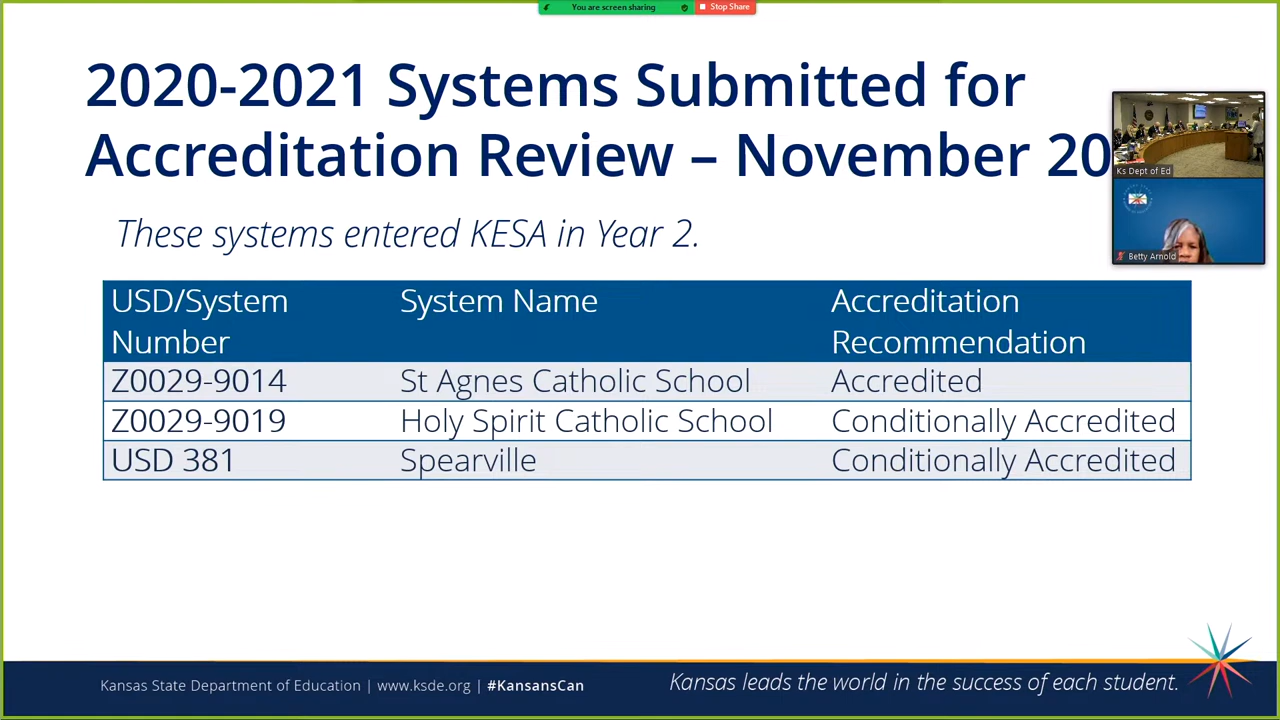 You are screen sharing
Stop Share
2020-2021 Systems Submitted for
Accreditation Review – November 20
Ks Dept of Ed
Betty Arnold
These systems entered KESA in Year 2.
USD/System Number System Name Accreditation Recommendation
Z0029-9014 St Agnes Catholic School Accredited
Z0029-9019 Holy Spirit Catholic School Conditionally Accredited
USD 381 Spearville Conditionally Accredited
Kansas State Department of Education | www.ksde.org | #KansansCan
Kansas leads the world in the success of each student.